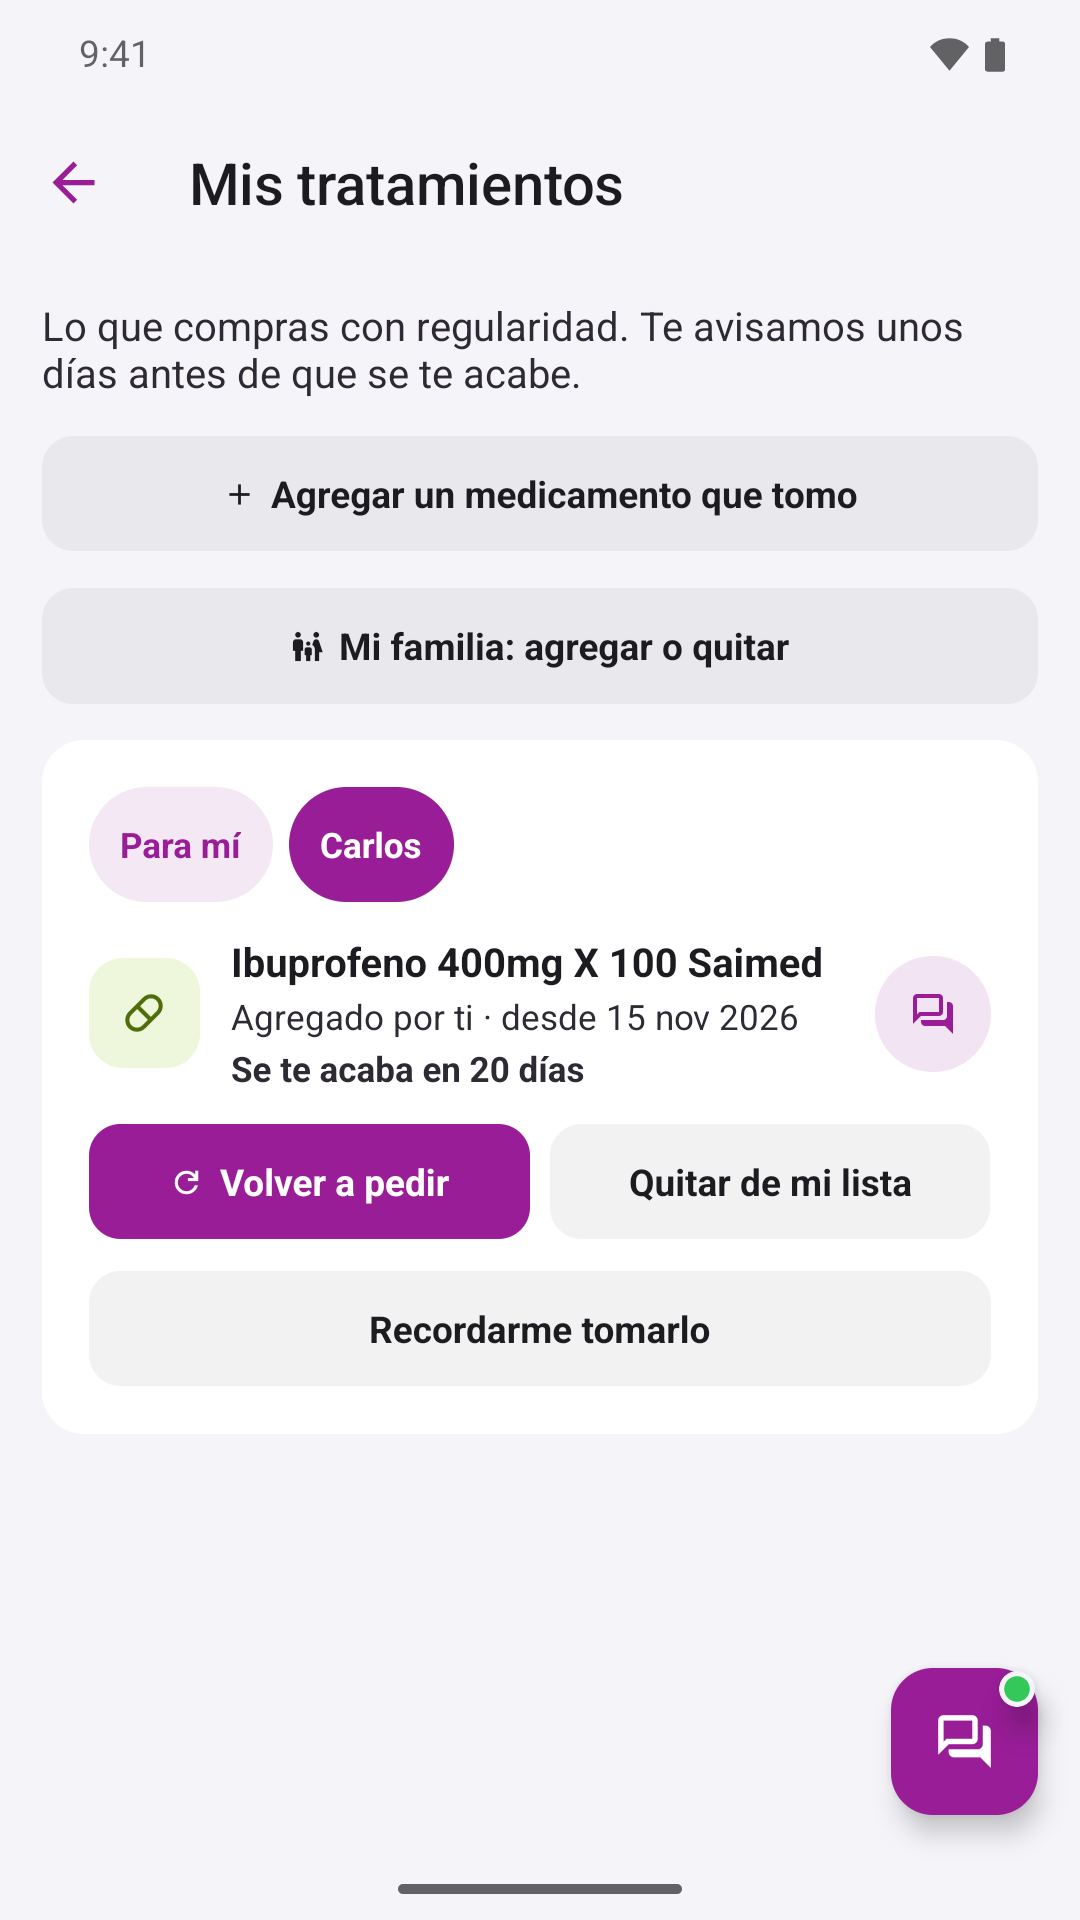 9:41
Mis tratamientos
Lo que compras con regularidad. Te avisamos unos
días antes de que se te acabe.
+ Agregar un medicamento que tomo
Mi familia: agregar o quitar
Para mí Carlos
Ibuprofeno 400mg X 100 Saimed
Agregado por ti · desde 15 nov 2026
Se te acaba en 20 días
Volver a pedir Quitar de mi lista
Recordarme tomarlo